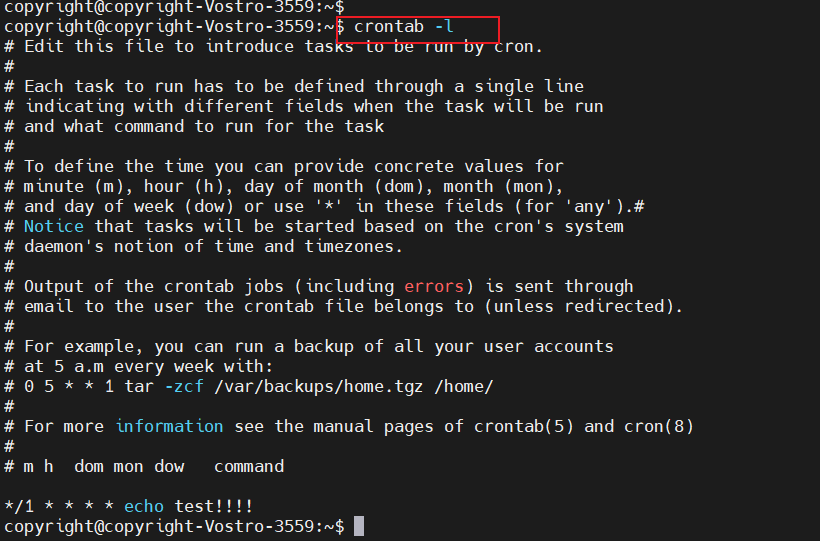 copyright@copyright-Vostro-3559:~$
copyright@copyright-Vostro-3559:~$ crontab -l
# Edit this file to introduce tasks to be run by cron.
#
# Each task to run has to be defined through a single line
# indicating with different fields when the task will be run
# and what command to run for the task
#
# To define the time you can provide concrete values for
# minute (m), hour (h), day of month (dom), month (mon),
# and day of week (dow) or use '*' in these fields (for 'any').#
# Notice that tasks will be started based on the cron's system
# daemon's notion of time and timezones.
#
# Output of the crontab jobs (including errors) is sent through
# email to the user the crontab file belongs to (unless redirected).
#
# For example, you can run a backup of all your user accounts
# at 5 a.m every week with:
# 0 5 * * 1 tar -zcf /var/backups/home.tgz /home/
#
# For more information see the manual pages of crontab(5) and cron(8)
#
# m h  dom mon dow   command

*/1 * * * * echo test!!!!
copyright@copyright-Vostro-3559:~$